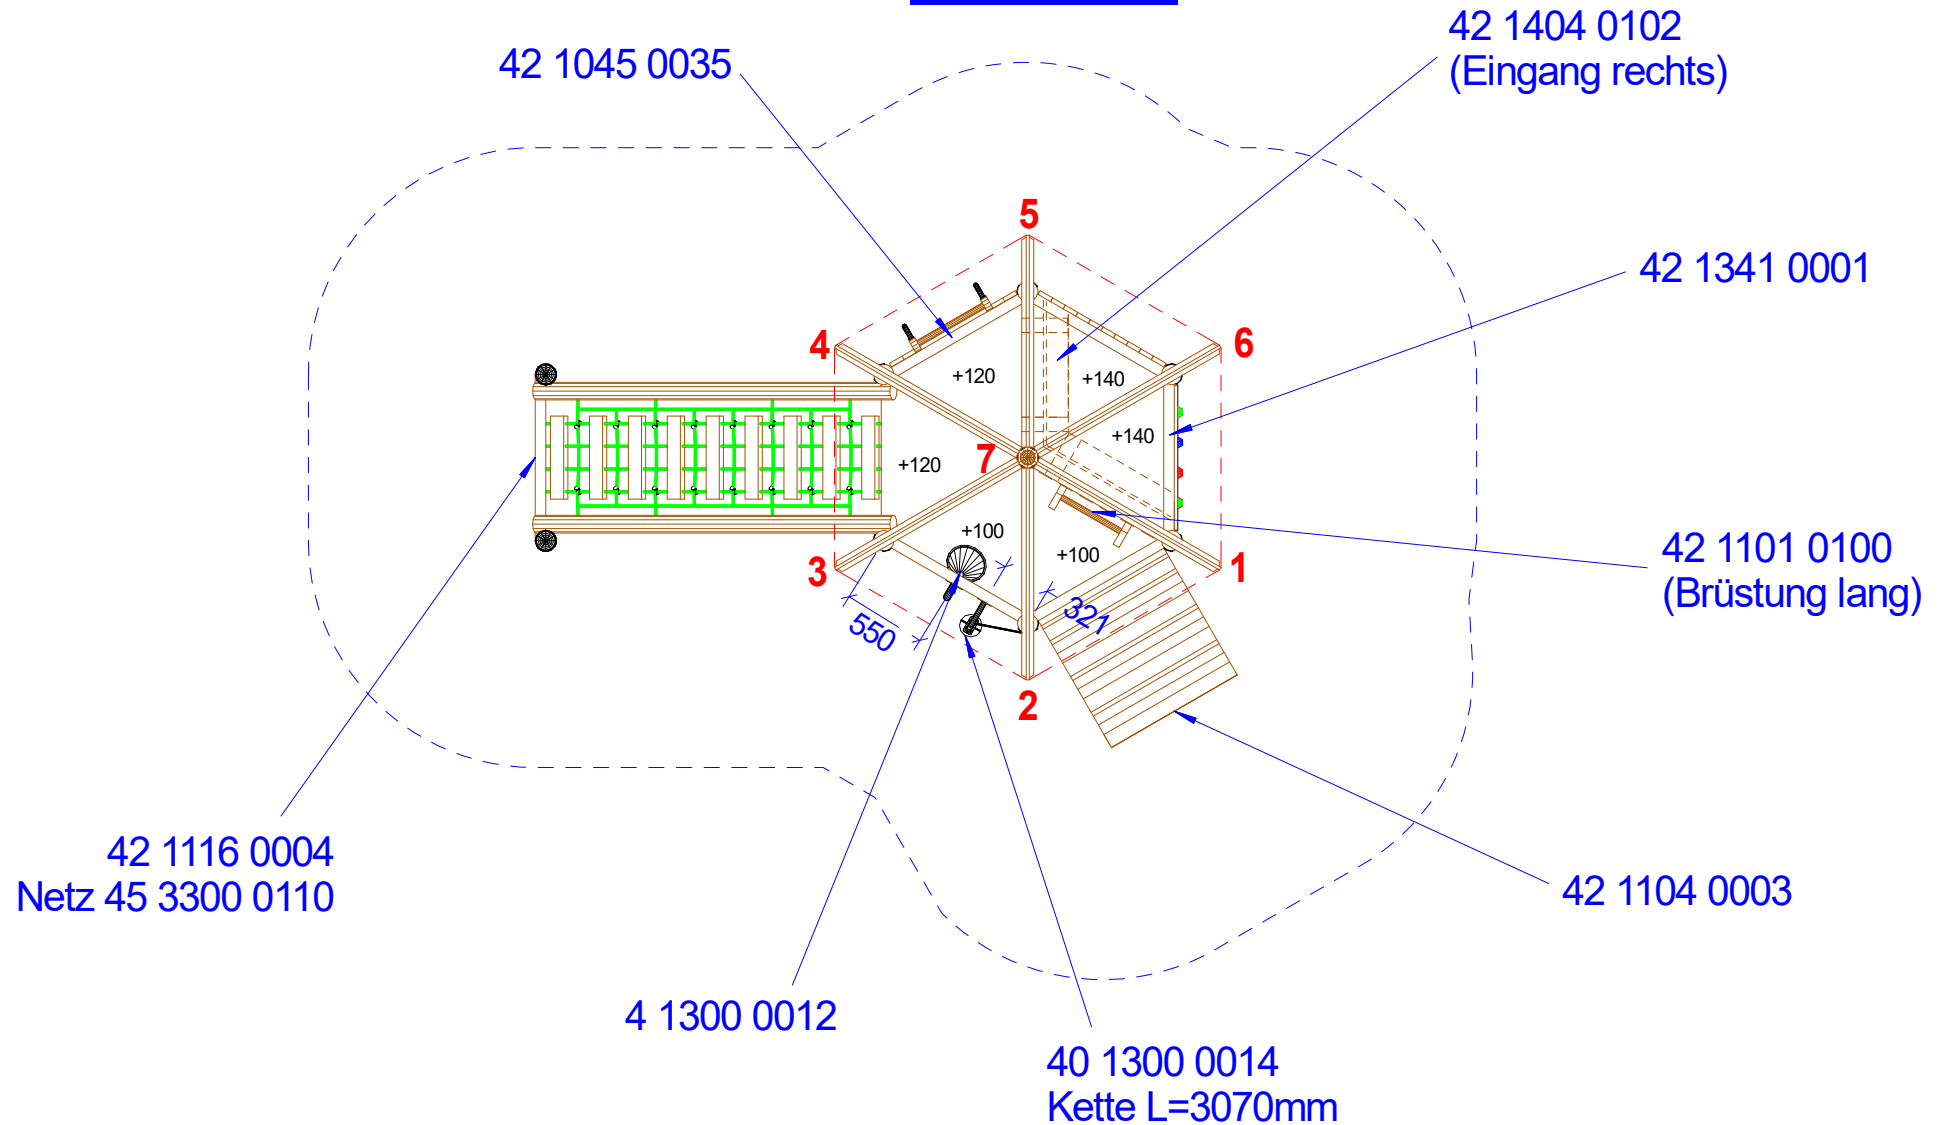 42 1404 0102
(Eingang rechts)
42 1045 0035
5
42 1341 0001
4
6
+120
+140
+140
7
+120
+100
+100
42 1101 0100
(Brüstung lang)
3
1
550
321
2
42 1116 0004
Netz 45 3300 0110
42 1104 0003
4 1300 0012
40 1300 0014
Kette L=3070mm